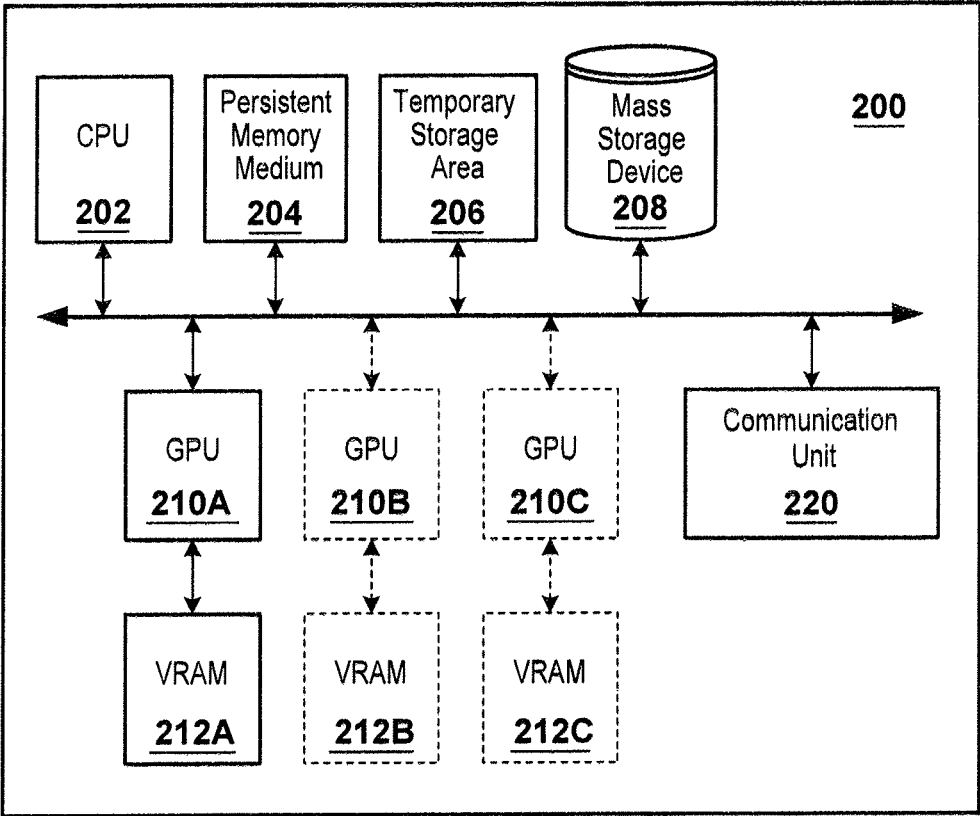 CPU
202
Persistent
Memory
Medium
204
Temporary
Storage
Area
206
Mass
Storage
Device
208
200
GPU
210A
GPU
210B
GPU
210C
Communication
Unit
220
VRAM
212A
VRAM
212B
VRAM
212C